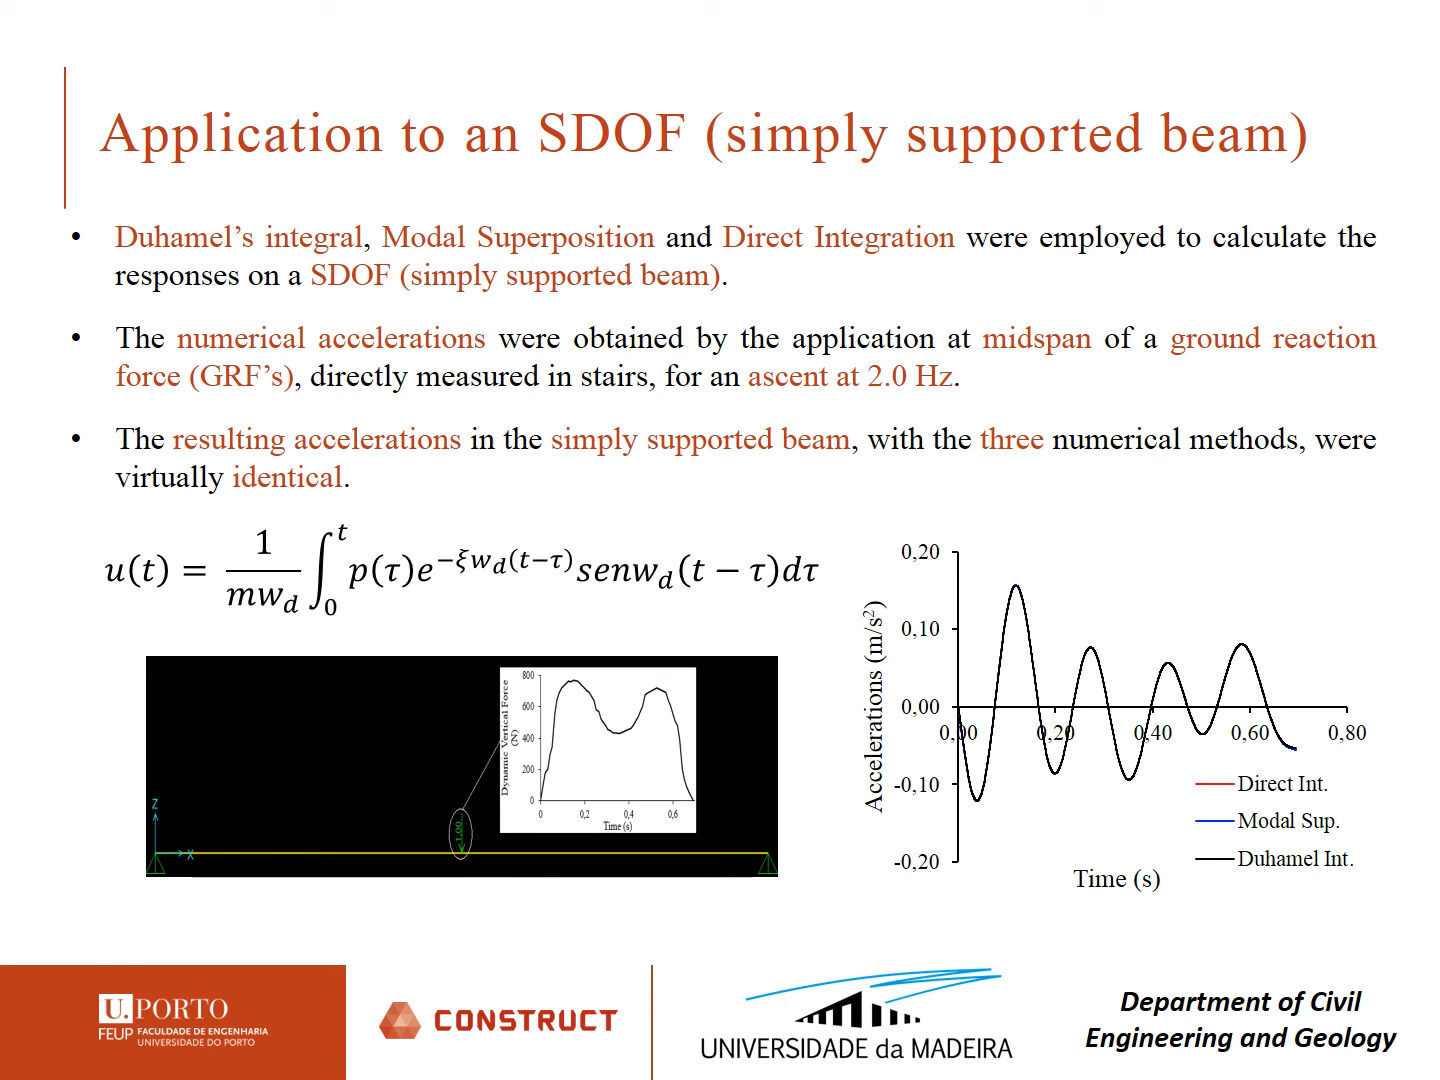 Application to an SDOF (simply supported beam)
• Duhamel’s integral, Modal Superposition and Direct Integration were employed to calculate the
responses on a SDOF (simply supported beam).
• The numerical accelerations were obtained by the application at midspan of a ground reaction
force (GRF’s), directly measured in stairs, for an ascent at 2.0 Hz.
• The resulting accelerations in the simply supported beam, with the three numerical methods, were
virtually identical.
u(t) = 1/(mw_d) ∫_0^t p(τ)e^{−ξw_d(t−τ)}senw_d(t − τ)dτ
Dynamic Vertical Force
(N)
800
600
400
200
0
0 0,2 0,4 0,6
Time (s)
Z
X
1.00
Accelerations (m/s²)
0,20
0,10
0,00
-0,10
-0,20
0,00 0,20 0,40 0,60 0,80
Time (s)
Direct Int.
Modal Sup.
Duhamel Int.
U.PORTO
FEUP FACULDADE DE ENGENHARIA
UNIVERSIDADE DO PORTO
CONSTRUCT
UNIVERSIDADE da MADEIRA
Department of Civil
Engineering and Geology